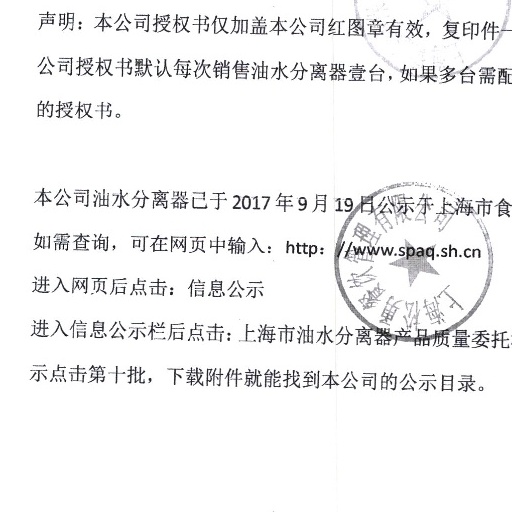 声明：本公司授权书仅加盖本公司红图章有效，复印件一
公司授权书默认每次销售油水分离器壹台，如果多台需配
的授权书。
本公司油水分离器已于 2017 年 9 月 19 日公示于上海市食
如需查询，可在网页中输入：http：//www.spaq.sh.cn
进入网页后点击：信息公示
进入信息公示栏后点击：上海市油水分离器产品质量委托
示点击第十批，下载附件就能找到本公司的公示目录。
上海松勇餐饮管理有限公司